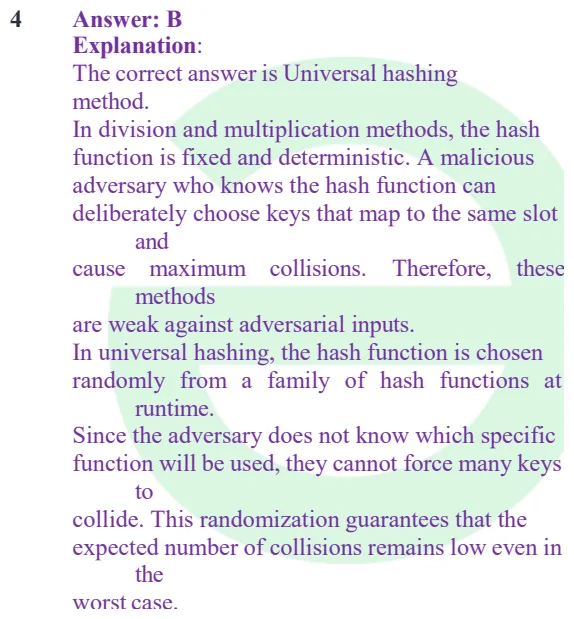 4 Answer: B
Explanation:
The correct answer is Universal hashing
method.
In division and multiplication methods, the hash
function is fixed and deterministic. A malicious
adversary who knows the hash function can
deliberately choose keys that map to the same slot
and
cause maximum collisions. Therefore, these
methods
are weak against adversarial inputs.
In universal hashing, the hash function is chosen
randomly from a family of hash functions at
runtime.
Since the adversary does not know which specific
function will be used, they cannot force many keys
to
collide. This randomization guarantees that the
expected number of collisions remains low even in
the
worst case.